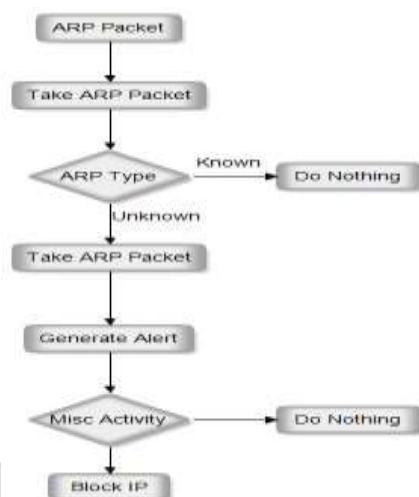 ARP Packet
Take ARP Packet
ARP Type
Known
Do Nothing
Unknown
Take ARP Packet
Generate Alert
Misc Activity
Do Nothing
Block IP